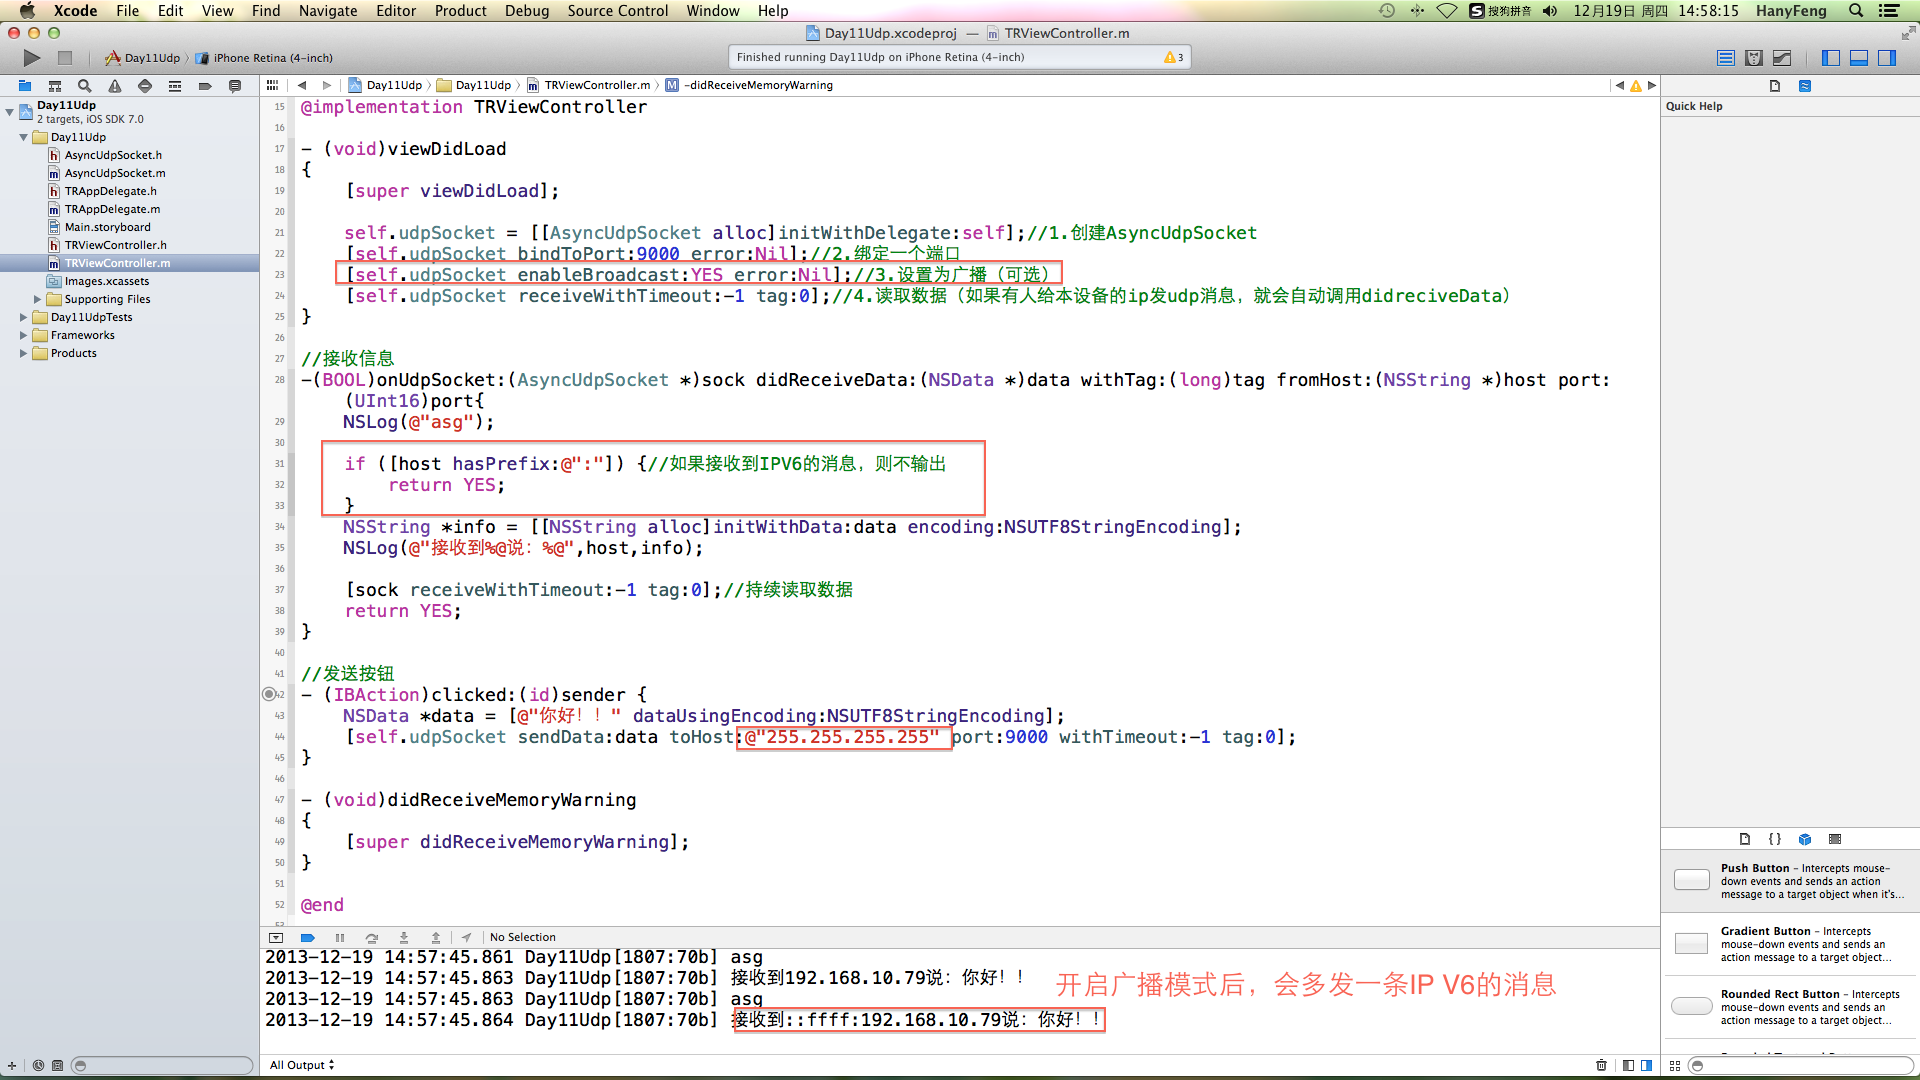 Xcode File Edit View Find Navigate Editor Product Debug Source Control Window Help
S 搜狗拼音 12月19日 周四 14:58:15 HanyFeng
Day11Udp.xcodeproj — TRViewController.m
Day11Udp iPhone Retina (4-inch)
Finished running Day11Udp on iPhone Retina (4-inch) 3
Day11Udp Day11Udp TRViewController.m M -didReceiveMemoryWarning
Day11Udp
2 targets, iOS SDK 7.0
Day11Udp
AsyncUdpSocket.h
AsyncUdpSocket.m
TRAppDelegate.h
TRAppDelegate.m
Main.storyboard
TRViewController.h
TRViewController.m
Images.xcassets
Supporting Files
Day11UdpTests
Frameworks
Products
15 @implementation TRViewController
16
17 - (void)viewDidLoad
18 {
19 [super viewDidLoad];
20
21 self.udpSocket = [[AsyncUdpSocket alloc]initWithDelegate:self];//1.创建AsyncUdpSocket
22 [self.udpSocket bindToPort:9000 error:Nil];//2.绑定一个端口
23 [self.udpSocket enableBroadcast:YES error:Nil];//3.设置为广播（可选）
24 [self.udpSocket receiveWithTimeout:-1 tag:0];//4.读取数据（如果有人给本设备的ip发udp消息，就会自动调用didreciveData）
25 }
26
27 //接收信息
28 -(BOOL)onUdpSocket:(AsyncUdpSocket *)sock didReceiveData:(NSData *)data withTag:(long)tag fromHost:(NSString *)host port:
(UInt16)port{
29 NSLog(@"asg");
30
31 if ([host hasPrefix:@":"]) {//如果接收到IPV6的消息，则不输出
32 return YES;
33 }
34 NSString *info = [[NSString alloc]initWithData:data encoding:NSUTF8StringEncoding];
35 NSLog(@"接收到%@说：%@",host,info);
36
37 [sock receiveWithTimeout:-1 tag:0];//持续读取数据
38 return YES;
39 }
40
41 //发送按钮
42 - (IBAction)clicked:(id)sender {
43 NSData *data = [@"你好！！" dataUsingEncoding:NSUTF8StringEncoding];
44 [self.udpSocket sendData:data toHost:@"255.255.255.255" port:9000 withTimeout:-1 tag:0];
45 }
46
47 - (void)didReceiveMemoryWarning
48 {
49 [super didReceiveMemoryWarning];
50 }
51
52 @end
No Selection
2013-12-19 14:57:45.861 Day11Udp[1807:70b] asg
2013-12-19 14:57:45.863 Day11Udp[1807:70b] 接收到192.168.10.79说：你好！！
2013-12-19 14:57:45.863 Day11Udp[1807:70b] asg
2013-12-19 14:57:45.864 Day11Udp[1807:70b] 接收到::ffff:192.168.10.79说：你好！！
开启广播模式后，会多发一条IP V6的消息
All Output
Quick Help
Push Button – Intercepts mouse-
down events and sends an action
message to a target object when it's...
Gradient Button – Intercepts
mouse-down events and sends an
action message to a target object...
Rounded Rect Button – Intercepts
mouse-down events and sends an
action message to a target object...